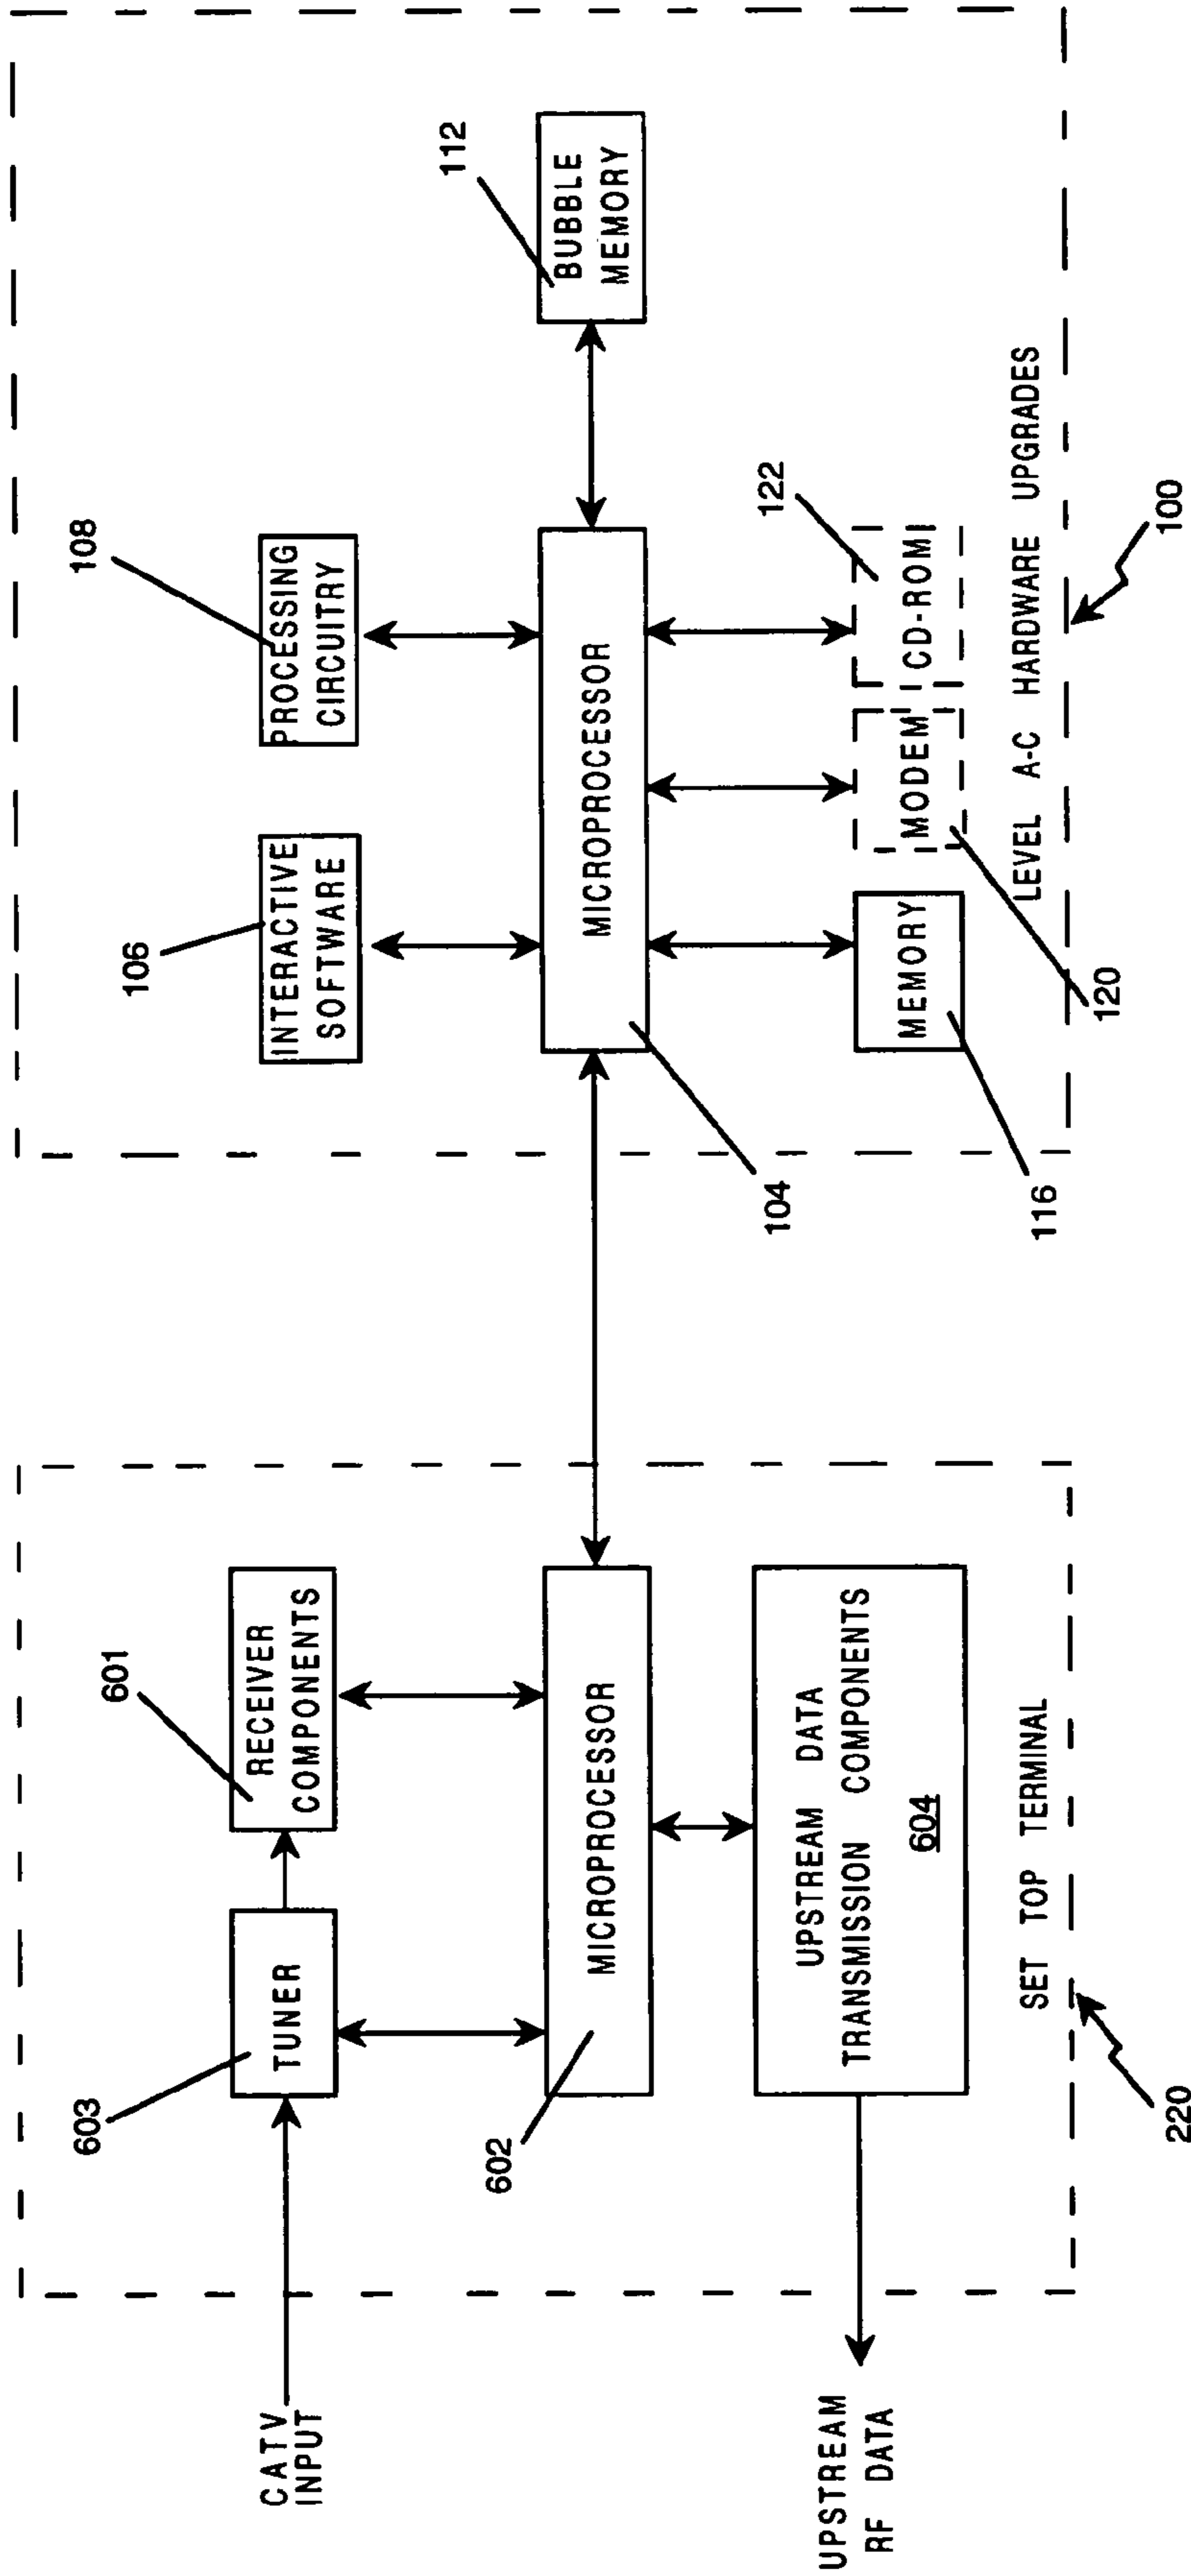 CATV
INPUT
603
TUNER
601
RECEIVER
COMPONENTS
602
MICROPROCESSOR
UPSTREAM DATA
TRANSMISSION COMPONENTS
604
UPSTREAM
RF DATA
SET TOP TERMINAL
220
106
INTERACTIVE
SOFTWARE
108
PROCESSING
CIRCUITRY
MICROPROCESSOR
104
112
BUBBLE
MEMORY
MEMORY
116
MODEM
120
CD-ROM
122
LEVEL A-C HARDWARE UPGRADES
100